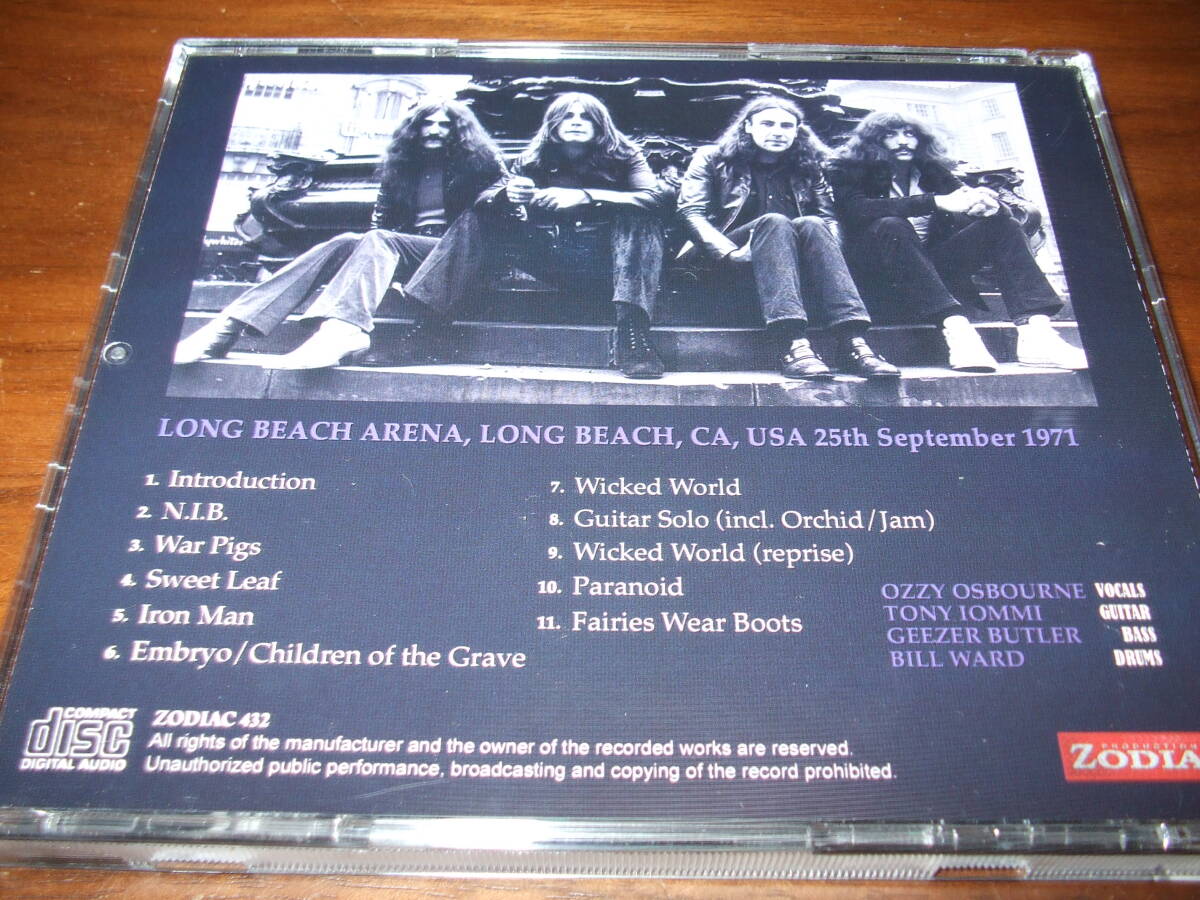 LONG BEACH ARENA, LONG BEACH, CA, USA 25th September 1971
1. Introduction
2. N.I.B.
3. War Pigs
4. Sweet Leaf
5. Iron Man
6. Embryo/Children of the Grave
7. Wicked World
8. Guitar Solo (incl. Orchid/Jam)
9. Wicked World (reprise)
10. Paranoid
11. Fairies Wear Boots
OZZY OSBOURNE VOCALS
TONY IOMMI GUITAR
GEEZER BUTLER BASS
BILL WARD DRUMS
COMPACT
disc
DIGITAL AUDIO
ZODIAC 432
All rights of the manufacturer and the owner of the recorded works are reserved.
Unauthorized public performance, broadcasting and copying of the record prohibited.
PRODUCTION
ZODIA